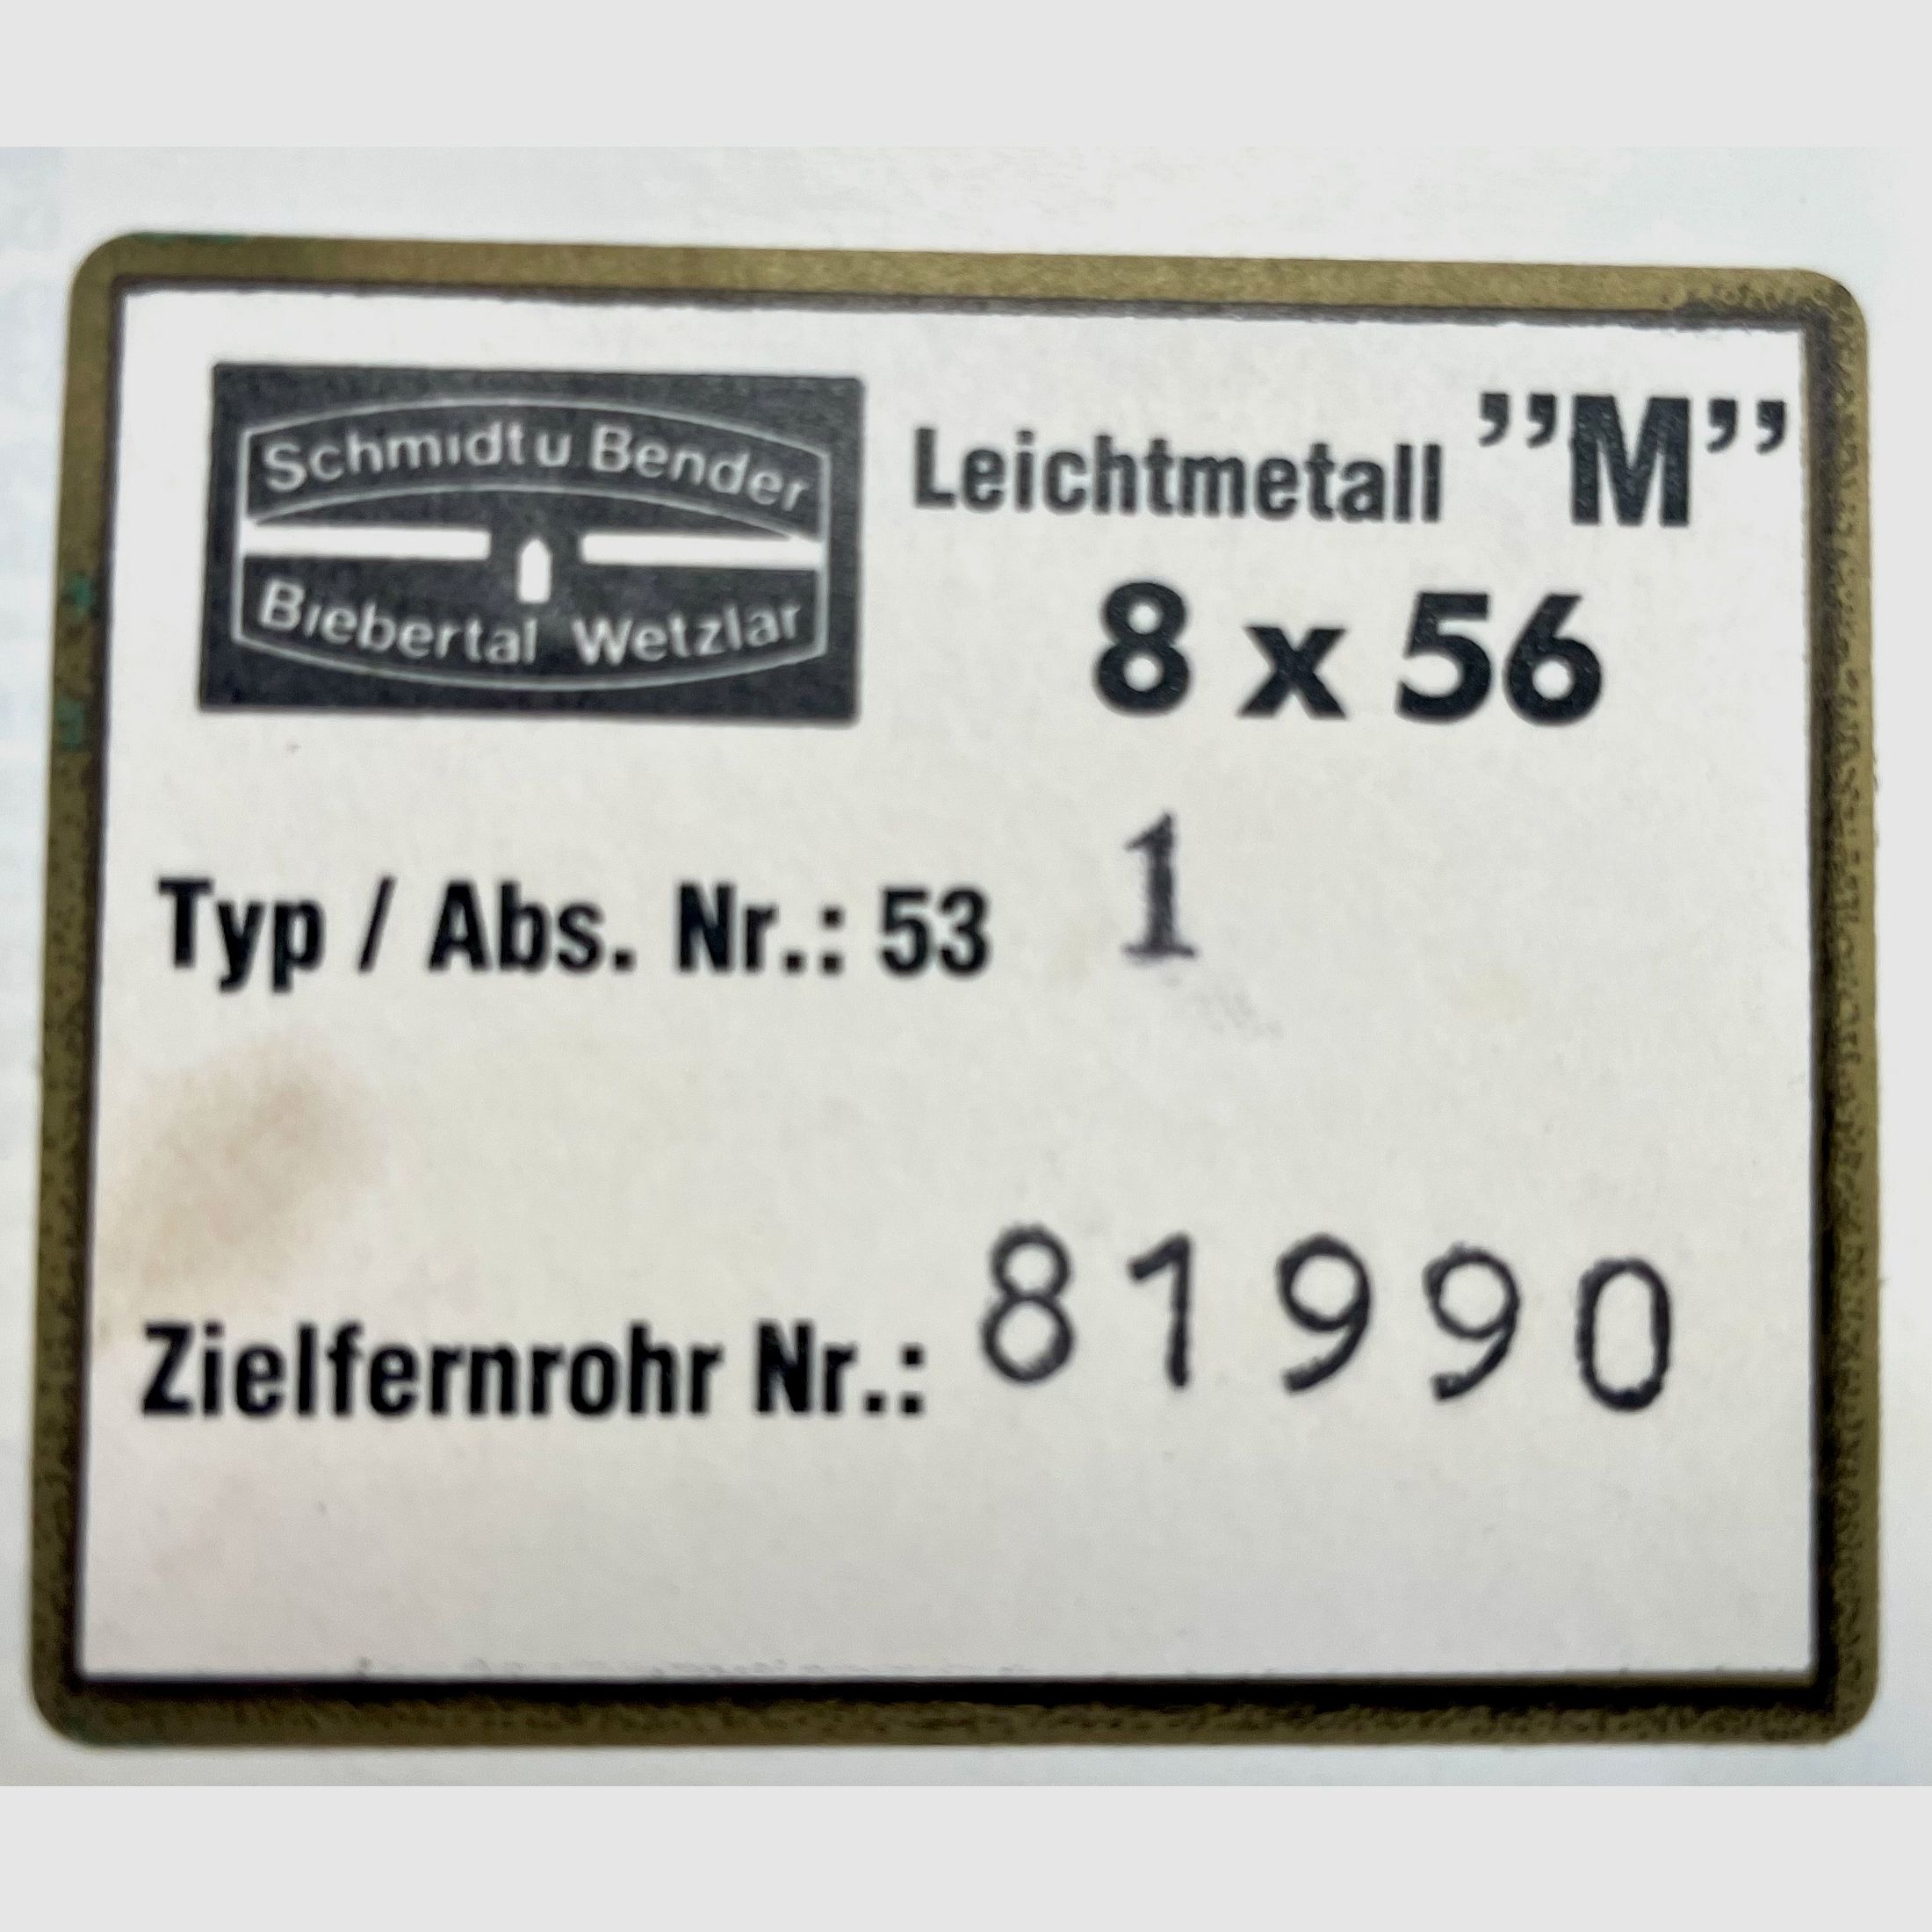 Schmidt u. Bender
Biebertal Wetzlar
Leichtmetall ”M”
8 x 56
Typ / Abs. Nr.: 53 1
Zielfernrohr Nr.: 81990